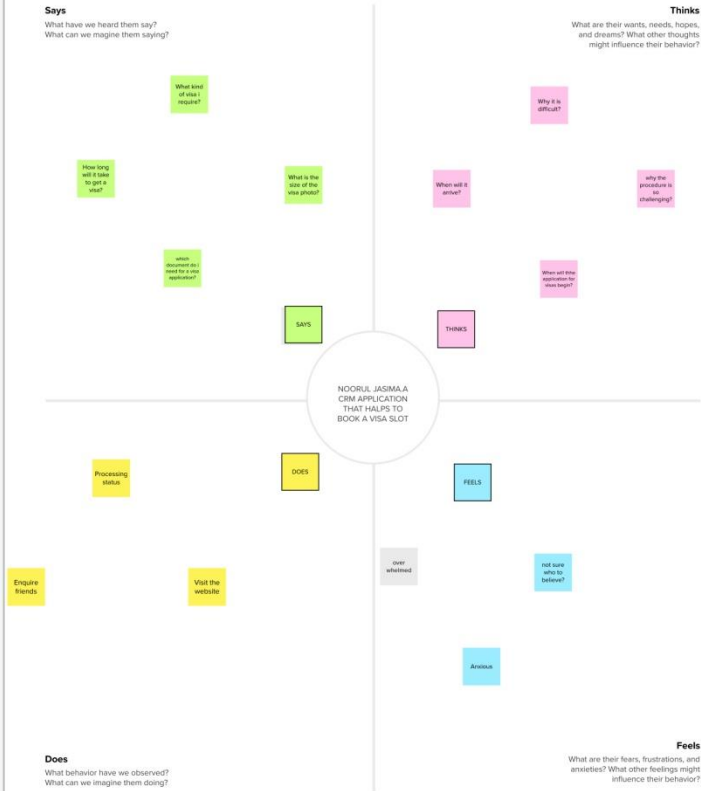 Says
What have we heard them say?
What can we magine them saying?
Thinks
What are their wants, needs, hopes,
and dreams? What other thoughts
might influence their behavior?
What kind
of visa i
require?
How long
will it take
to get a
visa?
What is the
size of the
visa photo?
which
document do i
need for a visa
application?
SAYS
Why it is
difficult?
When will it
arrive?
why the
procedure is
so
challenging?
When will thhe
application for
visas begin?
THINKS
NOORUL JASIMA.A
CRM APPLICATION
THAT HALPS TO
BOOK A VISA SLOT
Processing
status
DOES
Enquire
friends
Visit the
website
FEELS
over
whelmed
not sure
who to
believe?
Anxious
Does
What behavior have we observed?
What can we imagine them doing?
Feels
What are their fears, frustrations, and
anxieties? What other feelings might
influence their behavior?